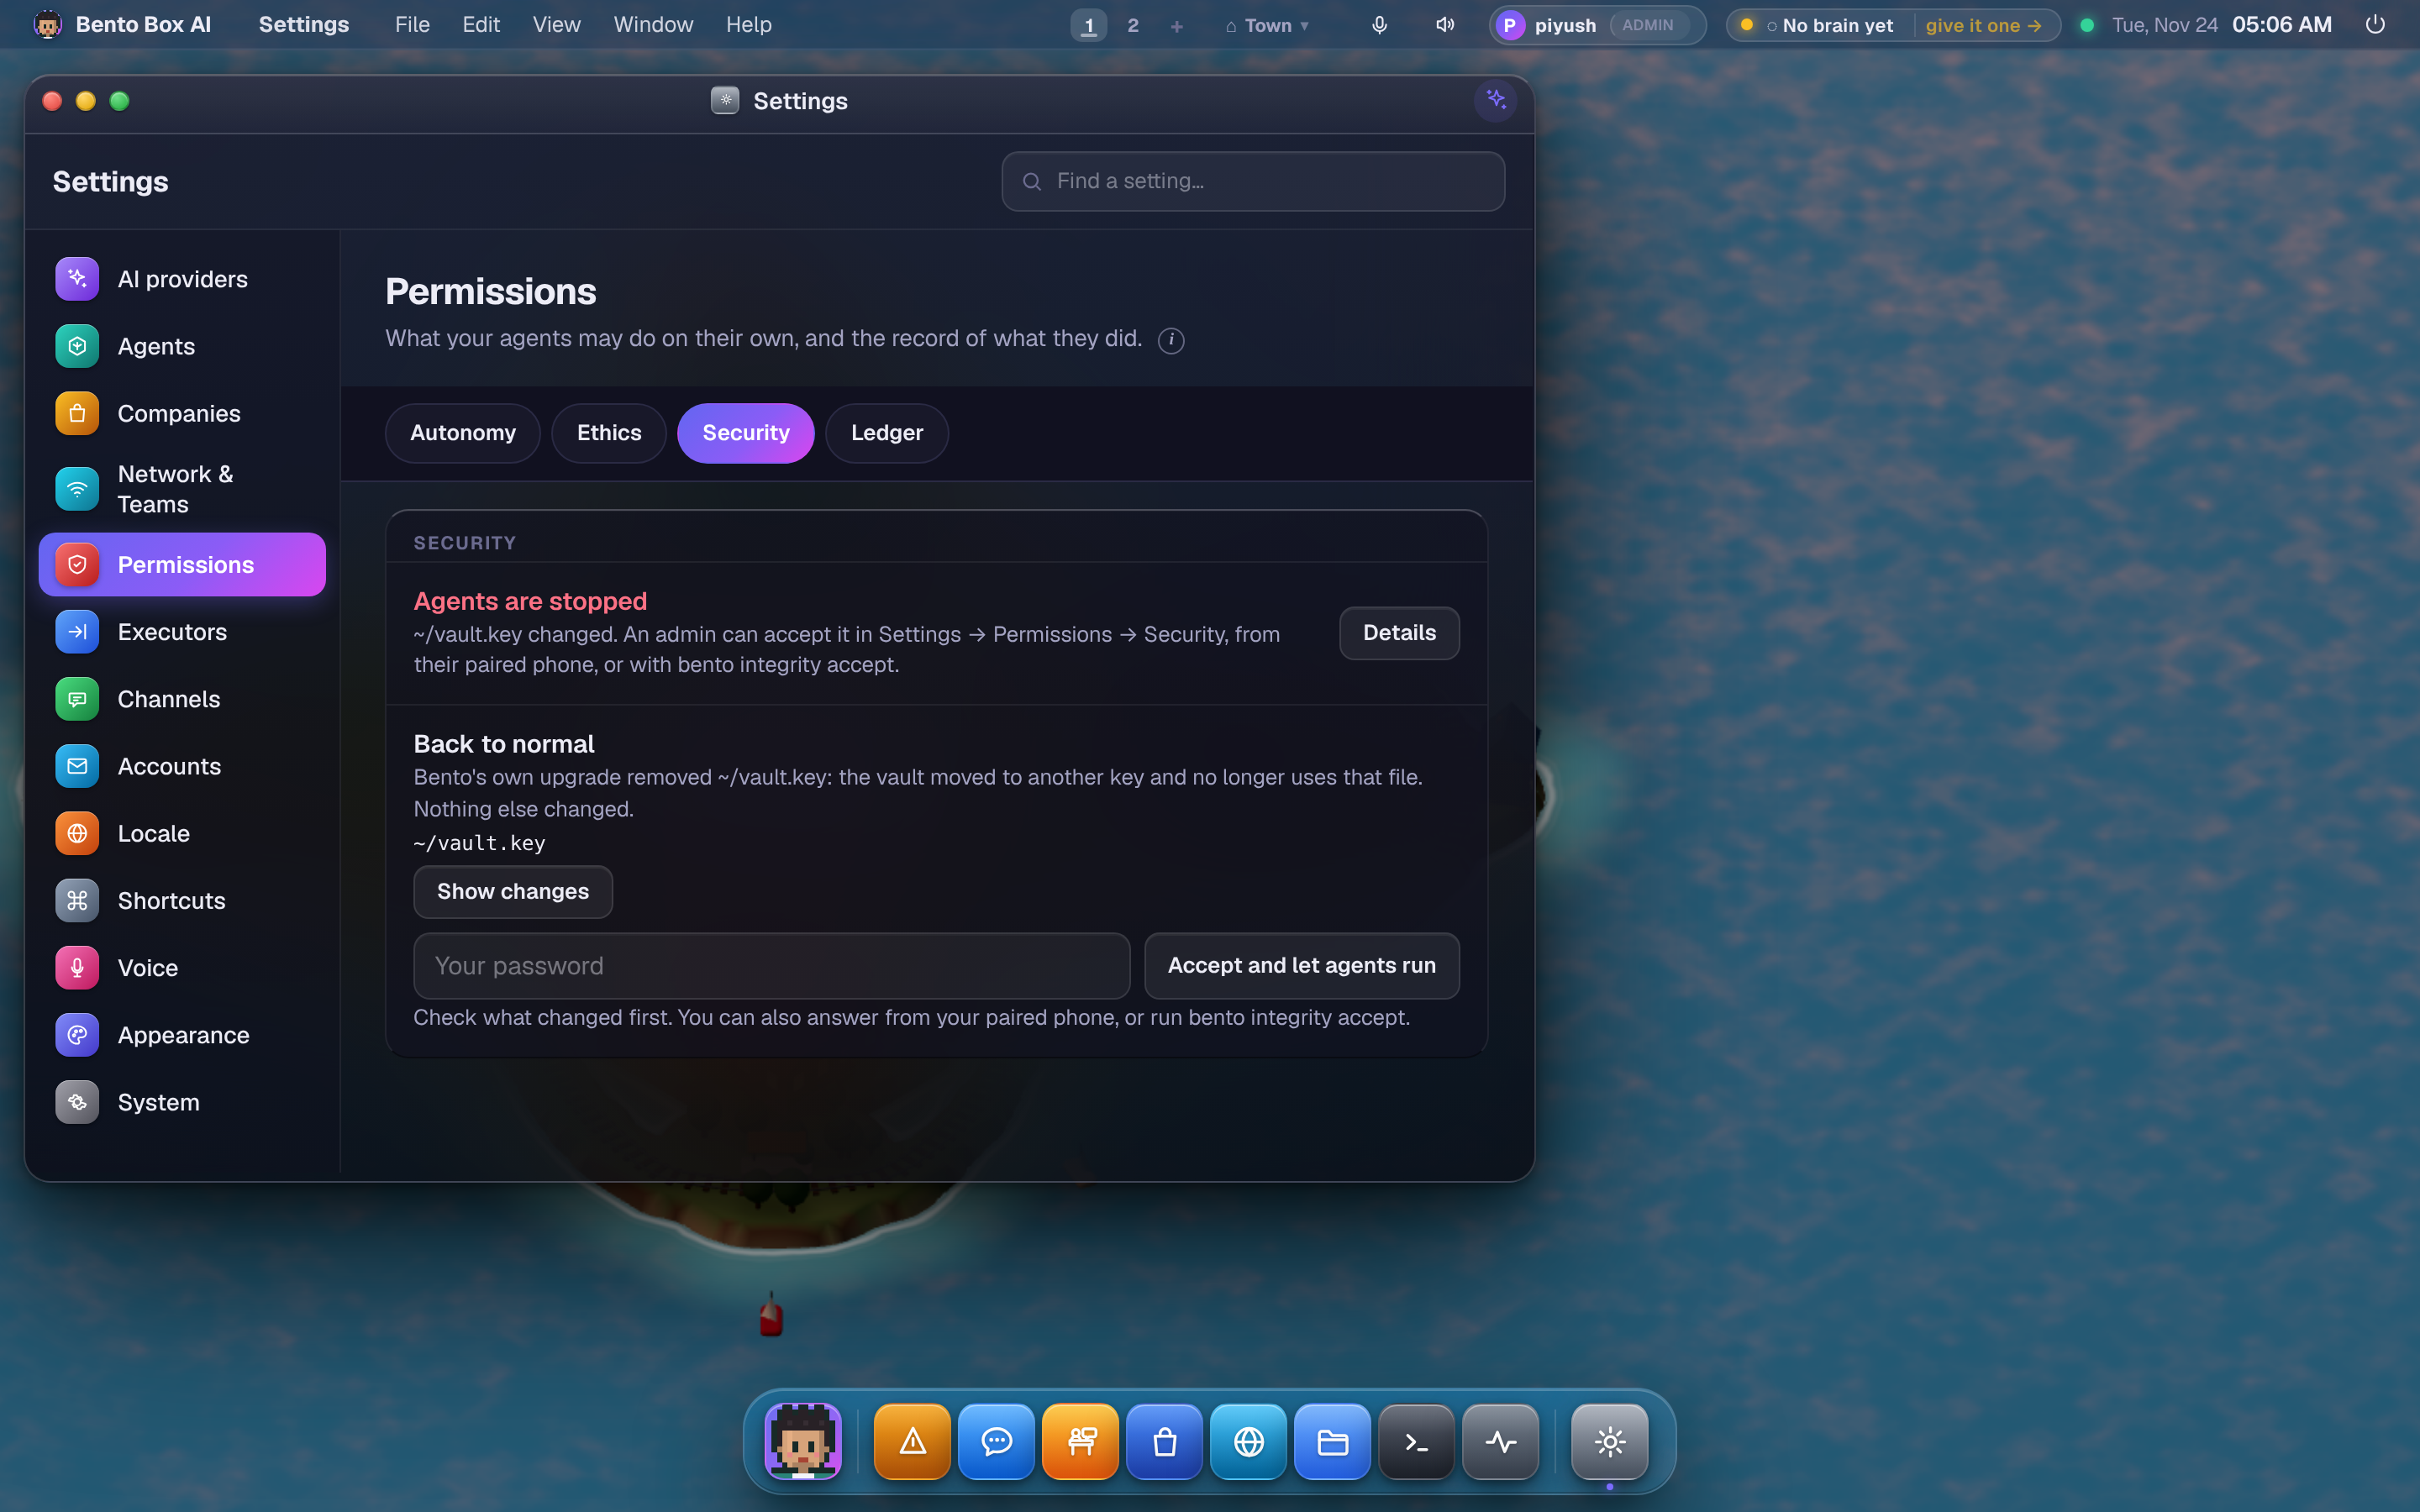 Bento Box AI Settings File Edit View Window Help 1 2 + Town P piyush ADMIN No brain yet give it one → Tue, Nov 24 05:06 AM
Settings
Settings
Find a setting...
AI providers
Agents
Companies
Network &
Teams
Permissions
Executors
Channels
Accounts
Locale
Shortcuts
Voice
Appearance
System
Permissions
What your agents may do on their own, and the record of what they did. i
Autonomy Ethics Security Ledger
SECURITY
Agents are stopped
~/vault.key changed. An admin can accept it in Settings → Permissions → Security, from
their paired phone, or with bento integrity accept.
Details
Back to normal
Bento's own upgrade removed ~/vault.key: the vault moved to another key and no longer uses that file.
Nothing else changed.
~/vault.key
Show changes
Your password
Accept and let agents run
Check what changed first. You can also answer from your paired phone, or run bento integrity accept.